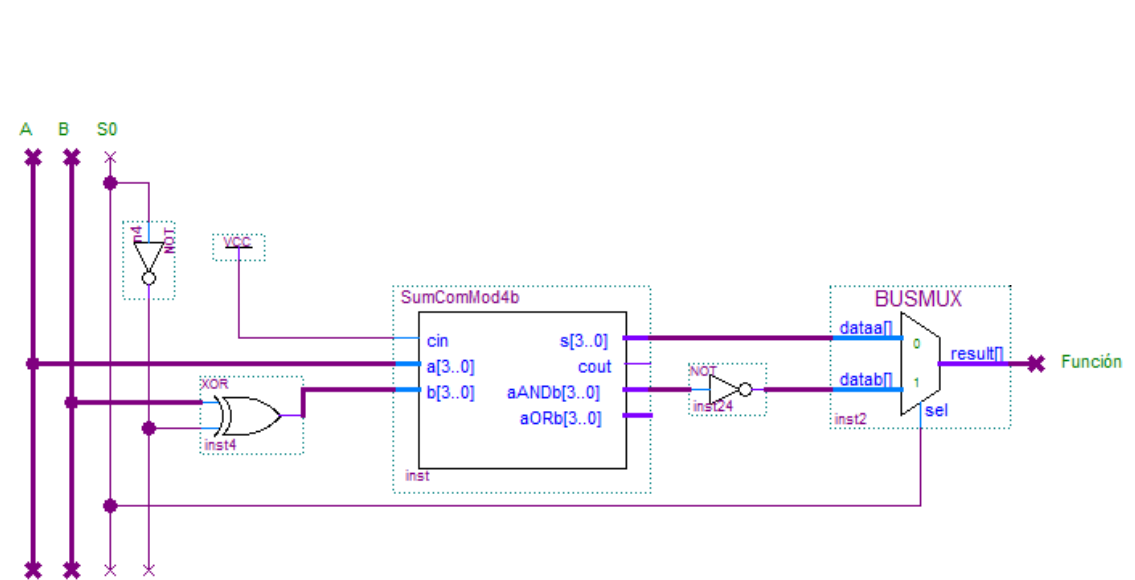 A B S0
n4
NOT
VCC
SumComMod4b
cin
a[3..0]
b[3..0]
s[3..0]
cout
aANDb[3..0]
aORb[3..0]
inst
XOR
inst4
NOT
inst24
BUSMUX
dataa[]
0
result[]
datab[]
1
sel
inst2
Función